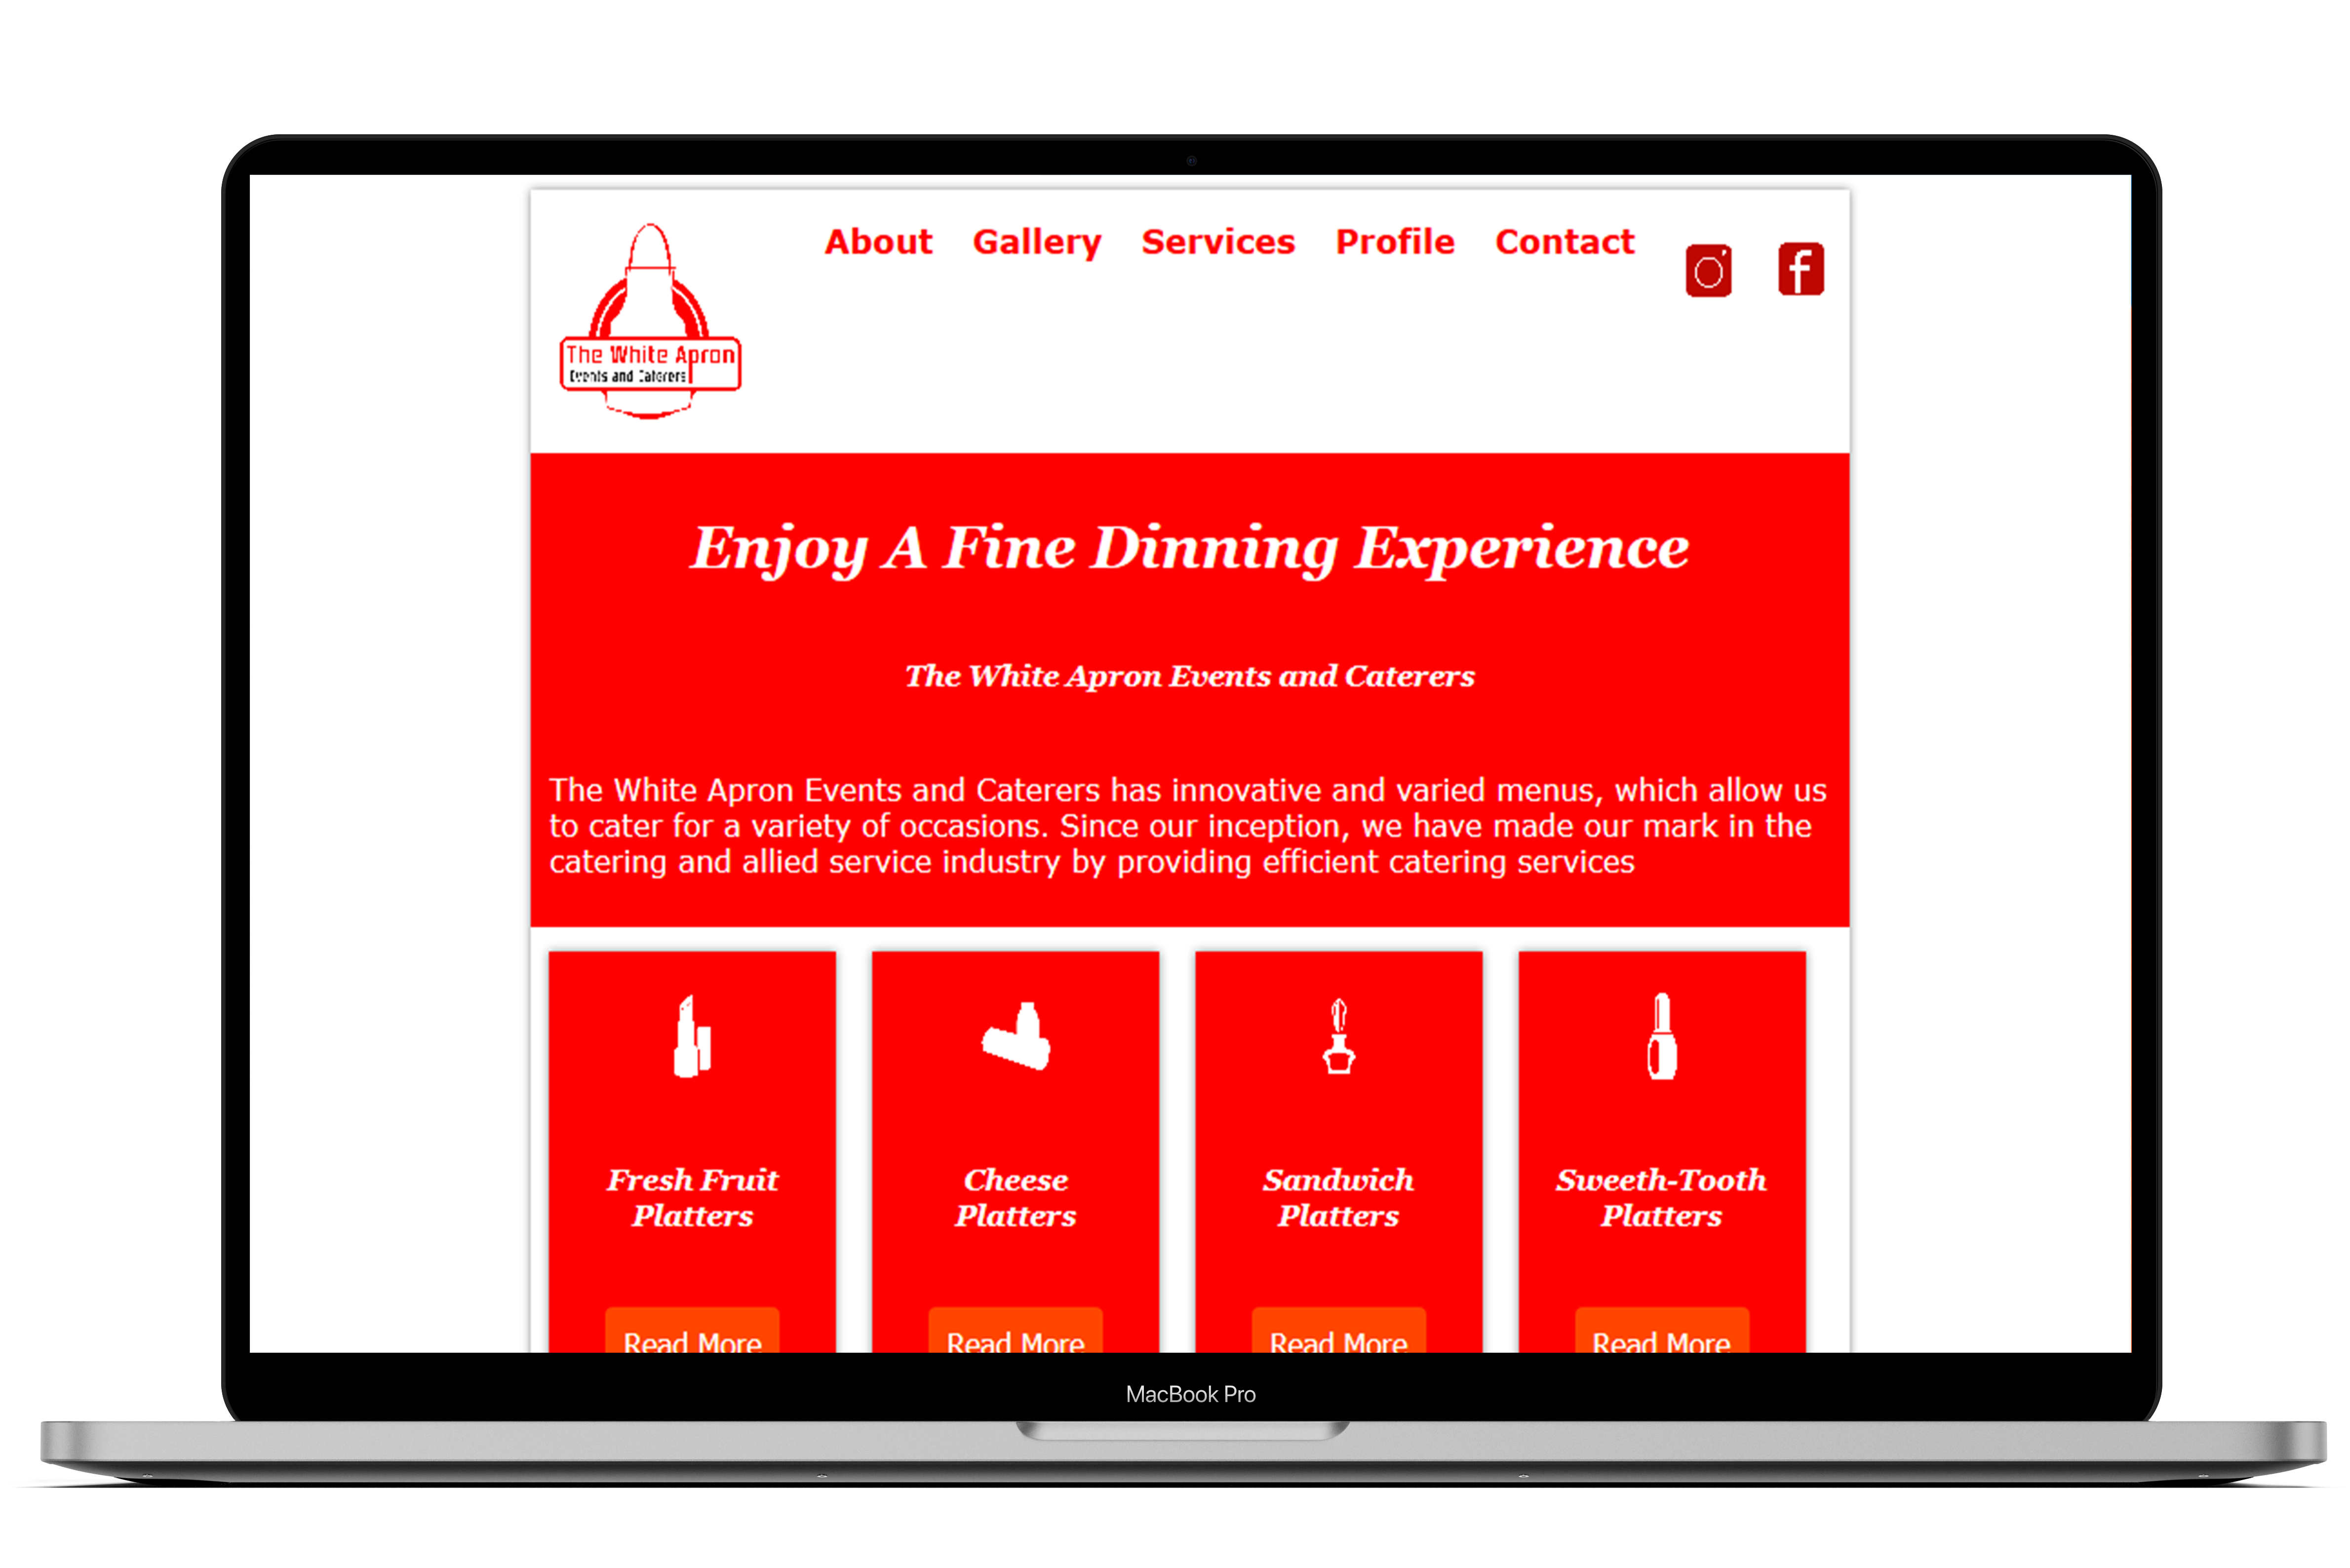 About Gallery Services Profile Contact
The White Apron
Events and Caterers
Enjoy A Fine Dinning Experience
The White Apron Events and Caterers
The White Apron Events and Caterers has innovative and varied menus, which allow us
to cater for a variety of occasions. Since our inception, we have made our mark in the
catering and allied service industry by providing efficient catering services
Fresh Fruit
Platters
Cheese
Platters
Sandwich
Platters
Sweeth-Tooth
Platters
Read More
Read More
Read More
Read More
MacBook Pro